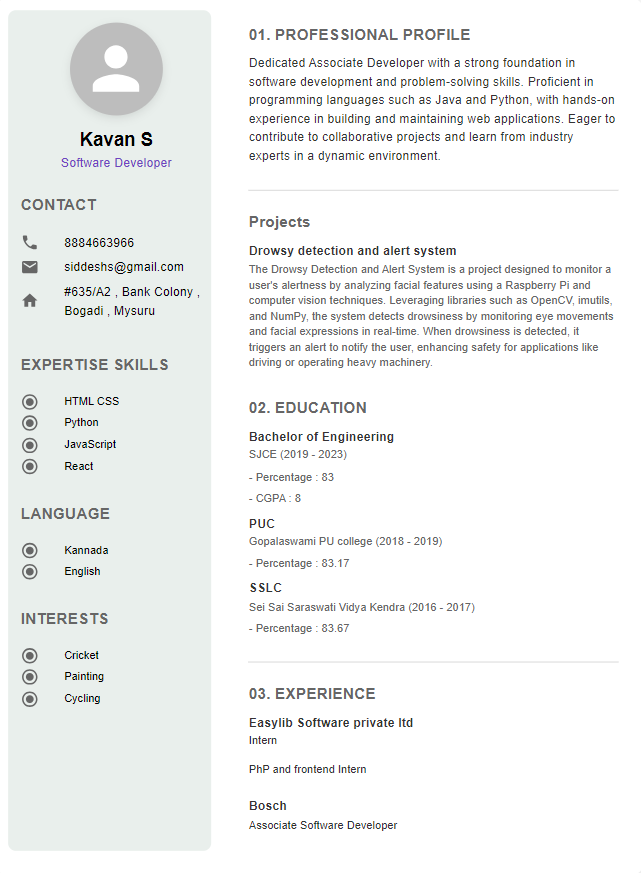 Kavan S
Software Developer
CONTACT
8884663966
siddeshs@gmail.com
#635/A2 , Bank Colony ,
Bogadi , Mysuru
EXPERTISE SKILLS
HTML CSS
Python
JavaScript
React
LANGUAGE
Kannada
English
INTERESTS
Cricket
Painting
Cycling
01. PROFESSIONAL PROFILE
Dedicated Associate Developer with a strong foundation in
software development and problem-solving skills. Proficient in
programming languages such as Java and Python, with hands-on
experience in building and maintaining web applications. Eager to
contribute to collaborative projects and learn from industry
experts in a dynamic environment.
Projects
Drowsy detection and alert system
The Drowsy Detection and Alert System is a project designed to monitor a
user's alertness by analyzing facial features using a Raspberry Pi and
computer vision techniques. Leveraging libraries such as OpenCV, imutils,
and NumPy, the system detects drowsiness by monitoring eye movements
and facial expressions in real-time. When drowsiness is detected, it
triggers an alert to notify the user, enhancing safety for applications like
driving or operating heavy machinery.
02. EDUCATION
Bachelor of Engineering
SJCE (2019 - 2023)
- Percentage : 83
- CGPA : 8
PUC
Gopalaswami PU college (2018 - 2019)
- Percentage : 83.17
SSLC
Sei Sai Saraswati Vidya Kendra (2016 - 2017)
- Percentage : 83.67
03. EXPERIENCE
Easylib Software private ltd
Intern
PhP and frontend Intern
Bosch
Associate Software Developer